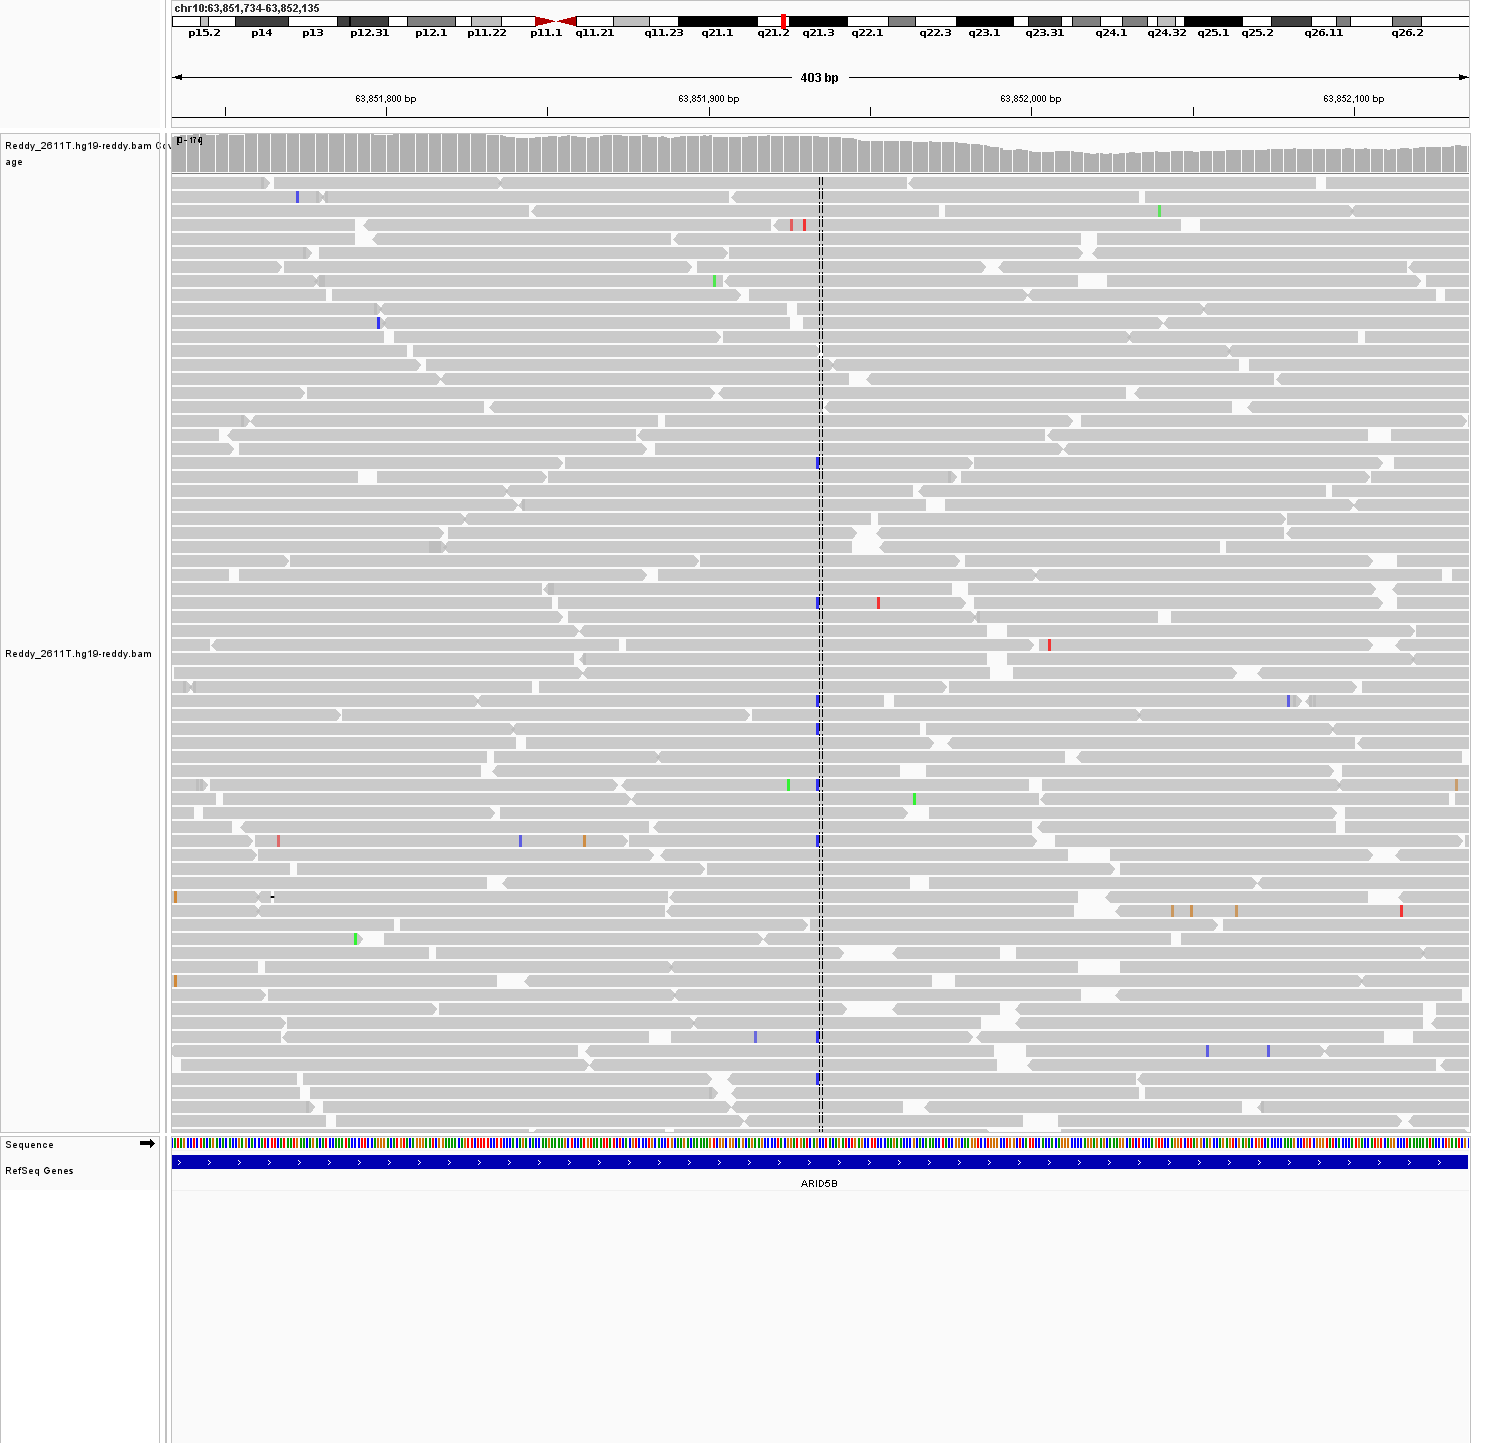 chr10:63,851,734-63,852,135
p15.2 p14 p13 p12.31 p12.1 p11.22 p11.1 q11.21 q11.23 q21.1 q21.2 q21.3 q22.1 q22.3 q23.1 q23.31 q24.1 q24.32 q25.1 q25.2 q26.11 q26.2
403 bp
63,851,800 bp 63,851,900 bp 63,852,000 bp 63,852,100 bp
[0 - 174]
Reddy_2611T.hg19-reddy.bam Cov
age
Reddy_2611T.hg19-reddy.bam
Sequence
RefSeq Genes
ARID5B